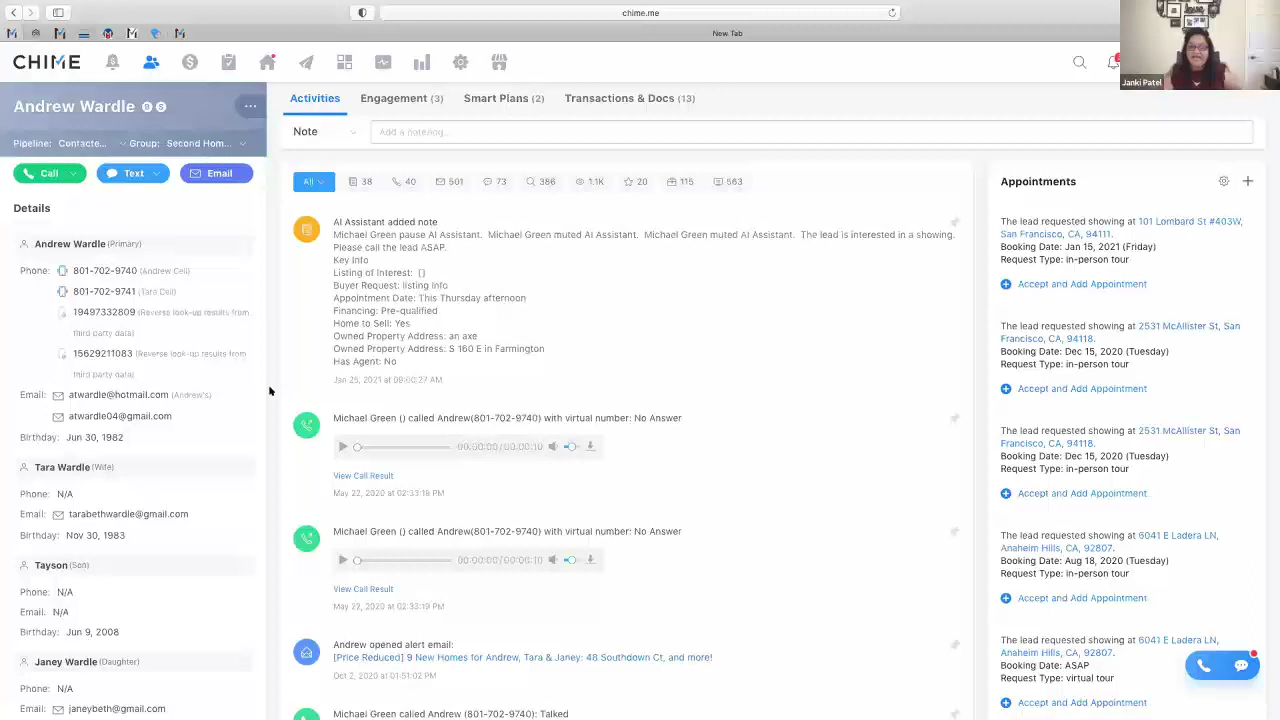 chime.me
New Tab
Janki Patel
CHIME
Andrew Wardle
Pipeline: Contacte... Group: Second Hom...
Call Text Email
Details
Andrew Wardle (Primary)
Phone: 801-702-9740 (Andrew Cell)
801-702-9741 (Tara Cell)
19497332809 (Reverse look-up results from
third party data)
15629211083 (Reverse look-up results from
third party data)
Email: atwardle@hotmail.com (Andrew's)
atwardle04@gmail.com
Birthday: Jun 30, 1982
Tara Wardle (Wife)
Phone: N/A
Email: tarabethwardle@gmail.com
Birthday: Nov 30, 1983
Tayson (Son)
Phone: N/A
Email: N/A
Birthday: Jun 9, 2008
Janey Wardle (Daughter)
Phone: N/A
Email: janeybeth@gmail.com
Activities Engagement (3) Smart Plans (2) Transactions & Docs (13)
Note
All 38 40 501 73 386 1.1K 20 115 563
AI Assistant added note
Michael Green pause AI Assistant. Michael Green muted AI Assistant. Michael Green muted AI Assistant. The lead is interested in a showing.
Please call the lead ASAP.
Key Info
Listing of Interest: []
Buyer Request: listing info
Appointment Date: This Thursday afternoon
Financing: Pre-qualified
Home to Sell: Yes
Owned Property Address: an axe
Owned Property Address: S 160 E in Farmington
Has Agent: No
Jan 25, 2021 at 09:00:27 AM
Michael Green () called Andrew(801-702-9740) with virtual number: No Answer
00:00:00/00:00:10
View Call Result
May 22, 2020 at 02:33:18 PM
Michael Green () called Andrew(801-702-9740) with virtual number: No Answer
00:00:00/00:00:10
View Call Result
May 22, 2020 at 02:33:19 PM
Andrew opened alert email:
[Price Reduced] 9 New Homes for Andrew, Tara & Janey: 48 Southdown Ct, and more!
Oct 2, 2020 at 01:51:02 PM
Michael Green called Andrew (801-702-9740): Talked
Appointments
The lead requested showing at 101 Lombard St #403W,
San Francisco, CA, 94111.
Booking Date: Jan 15, 2021 (Friday)
Request Type: in-person tour
Accept and Add Appointment
The lead requested showing at 2531 McAllister St, San
Francisco, CA, 94118.
Booking Date: Dec 15, 2020 (Tuesday)
Request Type: in-person tour
Accept and Add Appointment
The lead requested showing at 2531 McAllister St, San
Francisco, CA, 94118.
Booking Date: Dec 15, 2020 (Tuesday)
Request Type: in-person tour
Accept and Add Appointment
The lead requested showing at 6041 E Ladera LN,
Anaheim Hills, CA, 92807.
Booking Date: Aug 18, 2020 (Tuesday)
Request Type: in-person tour
Accept and Add Appointment
The lead requested showing at 6041 E Ladera LN,
Anaheim Hills, CA, 92807.
Booking Date: ASAP
Request Type: virtual tour
Accept and Add Appointment